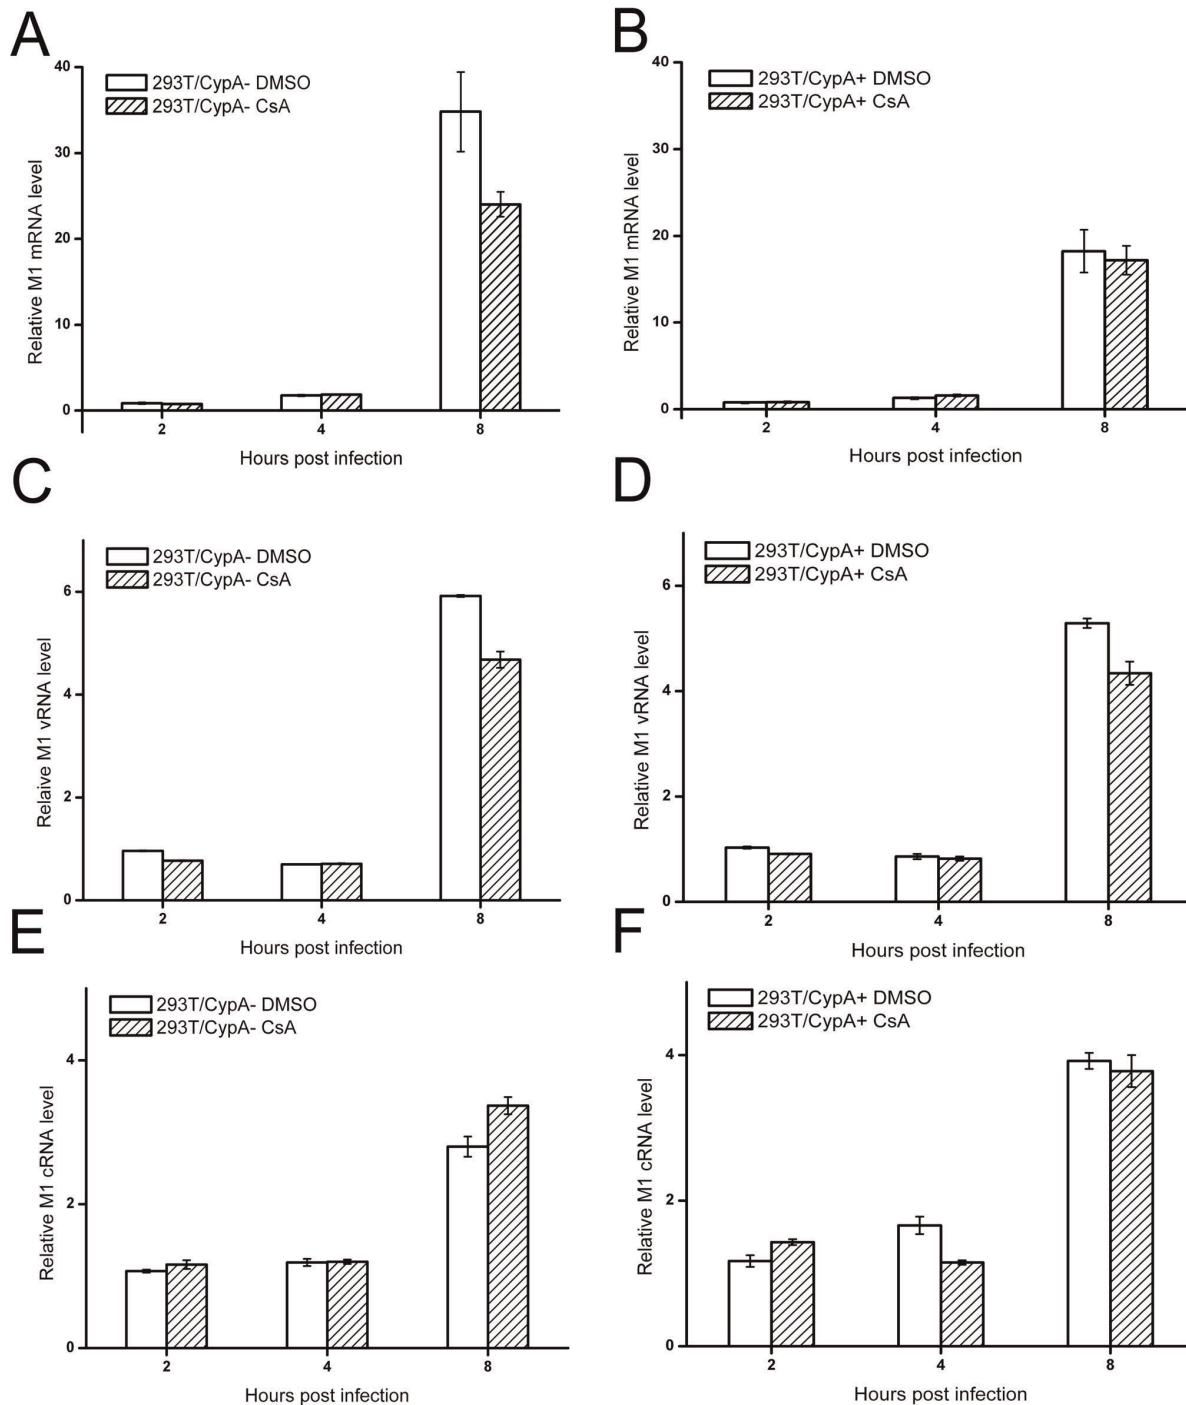 A
293T/CypA- DMSO
293T/CypA- CsA
Relative M1 mRNA level
40
30
20
10
0
2 4 8
Hours post infection
B
293T/CypA+ DMSO
293T/CypA+ CsA
Relative M1 mRNA level
40
30
20
10
0
2 4 8
Hours post infection
C
293T/CypA- DMSO
293T/CypA- CsA
Relaive M1 vRNA level
6
4
2
0
2 4 8
Hours post infection
D
293T/CypA+ DMSO
293T/CypA+ CsA
Relative M1 vRNA level
6
4
2
0
2 4 8
Hours post infection
E
293T/CypA- DMSO
293T/CypA- CsA
Relative M1 cRNA level
4
2
0
2 4 8
Hours post infection
F
293T/CypA+ DMSO
293T/CypA+ CsA
Relative M1 cRNA level
4
2
0
2 4 8
Hours post infection